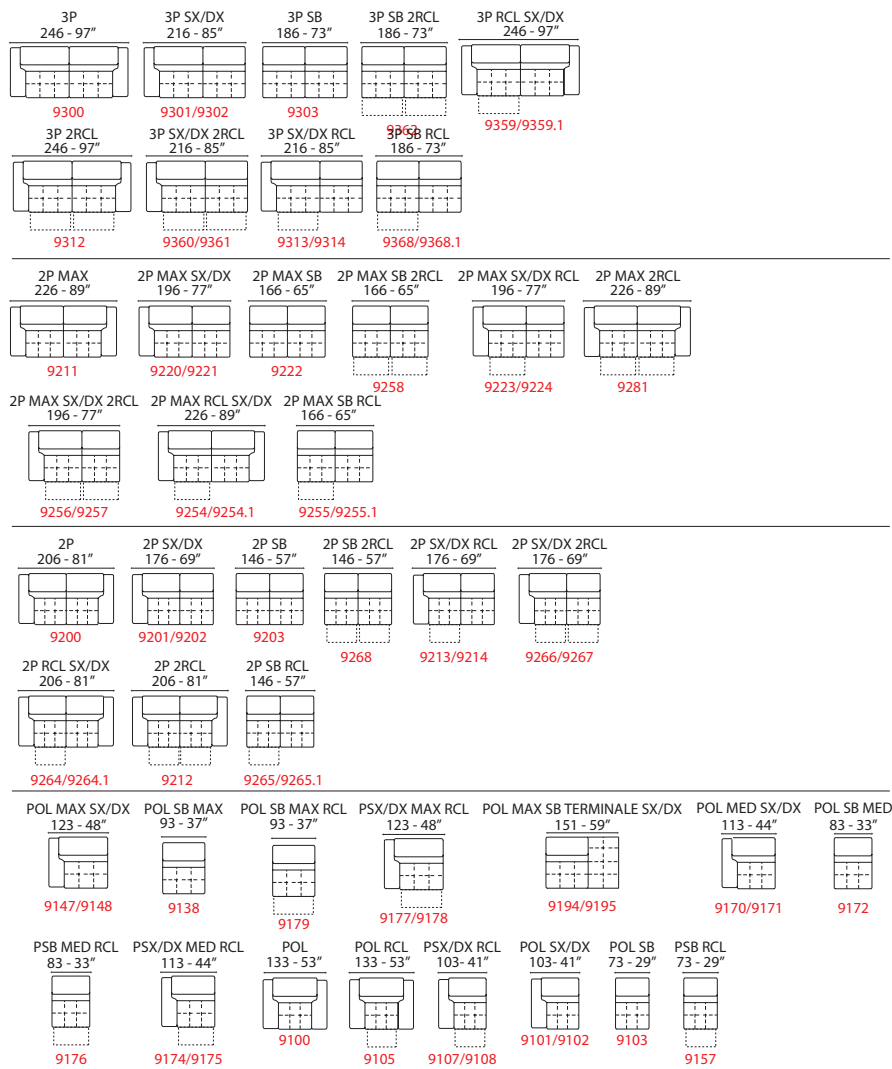 3P
246 - 97”
9300
3P SX/DX
216 - 85”
9301/9302
3P SB
186 - 73”
9303
3P SB 2RCL
186 - 73”
9362
3P RCL SX/DX
246 - 97”
9359/9359.1
3P 2RCL
246 - 97”
9312
3P SX/DX 2RCL
216 - 85”
9360/9361
3P SX/DX RCL
216 - 85”
9313/9314
3P SB RCL
186 - 73”
9368/9368.1
2P MAX
226 - 89”
9211
2P MAX SX/DX
196 - 77”
9220/9221
2P MAX SB
166 - 65”
9222
2P MAX SB 2RCL
166 - 65”
9258
2P MAX SX/DX RCL
196 - 77”
9223/9224
2P MAX 2RCL
226 - 89”
9281
2P MAX SX/DX 2RCL
196 - 77”
9256/9257
2P MAX RCL SX/DX
226 - 89”
9254/9254.1
2P MAX SB RCL
166 - 65”
9255/9255.1
2P
206 - 81”
9200
2P SX/DX
176 - 69”
9201/9202
2P SB
146 - 57”
9203
2P SB 2RCL
146 - 57”
9268
2P SX/DX RCL
176 - 69”
9213/9214
2P SX/DX 2RCL
176 - 69”
9266/9267
2P RCL SX/DX
206 - 81”
9264/9264.1
2P 2RCL
206 - 81”
9212
2P SB RCL
146 - 57”
9265/9265.1
POL MAX SX/DX
123 - 48”
9147/9148
POL SB MAX
93 - 37”
9138
POL SB MAX RCL
93 - 37”
9179
PSX/DX MAX RCL
123 - 48”
9177/9178
POL MAX SB TERMINALE SX/DX
151 - 59”
9194/9195
POL MED SX/DX
113 - 44”
9170/9171
POL SB MED
83 - 33”
9172
PSB MED RCL
83 - 33”
9176
PSX/DX MED RCL
113 - 44”
9174/9175
POL
133 - 53”
9100
POL RCL
133 - 53”
9105
PSX/DX RCL
103- 41”
9107/9108
POL SX/DX
103- 41”
9101/9102
POL SB
73 - 29”
9103
PSB RCL
73 - 29”
9157